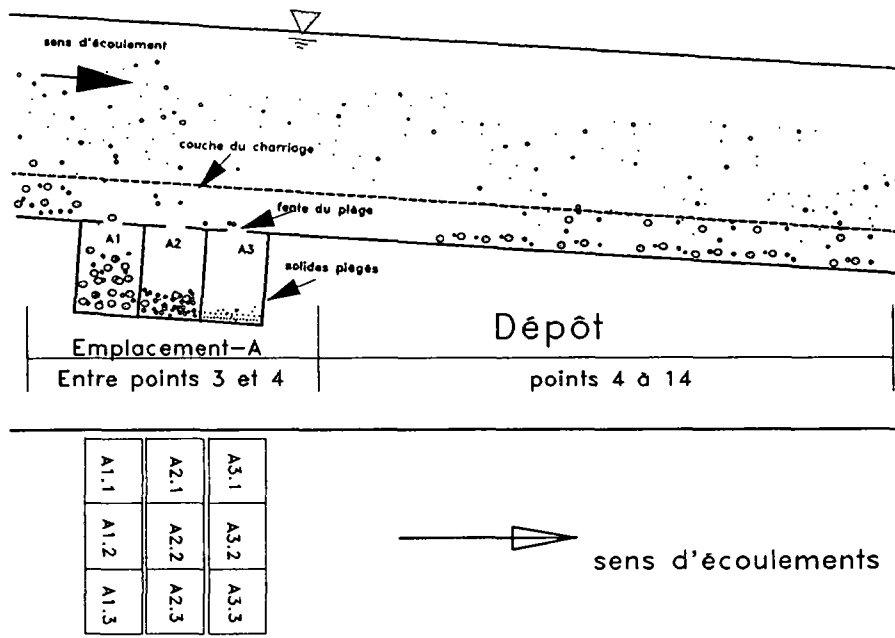 sens d'écoulement
couche du charriage
fente du piège
A1 A2 A3
solides piègés
Dépôt
Emplacement-A
Entre points 3 et 4
points 4 à 14
A1.1 A2.1 A3.1
A1.2 A2.2 A3.2
A1.3 A2.3 A3.3
sens d'écoulements